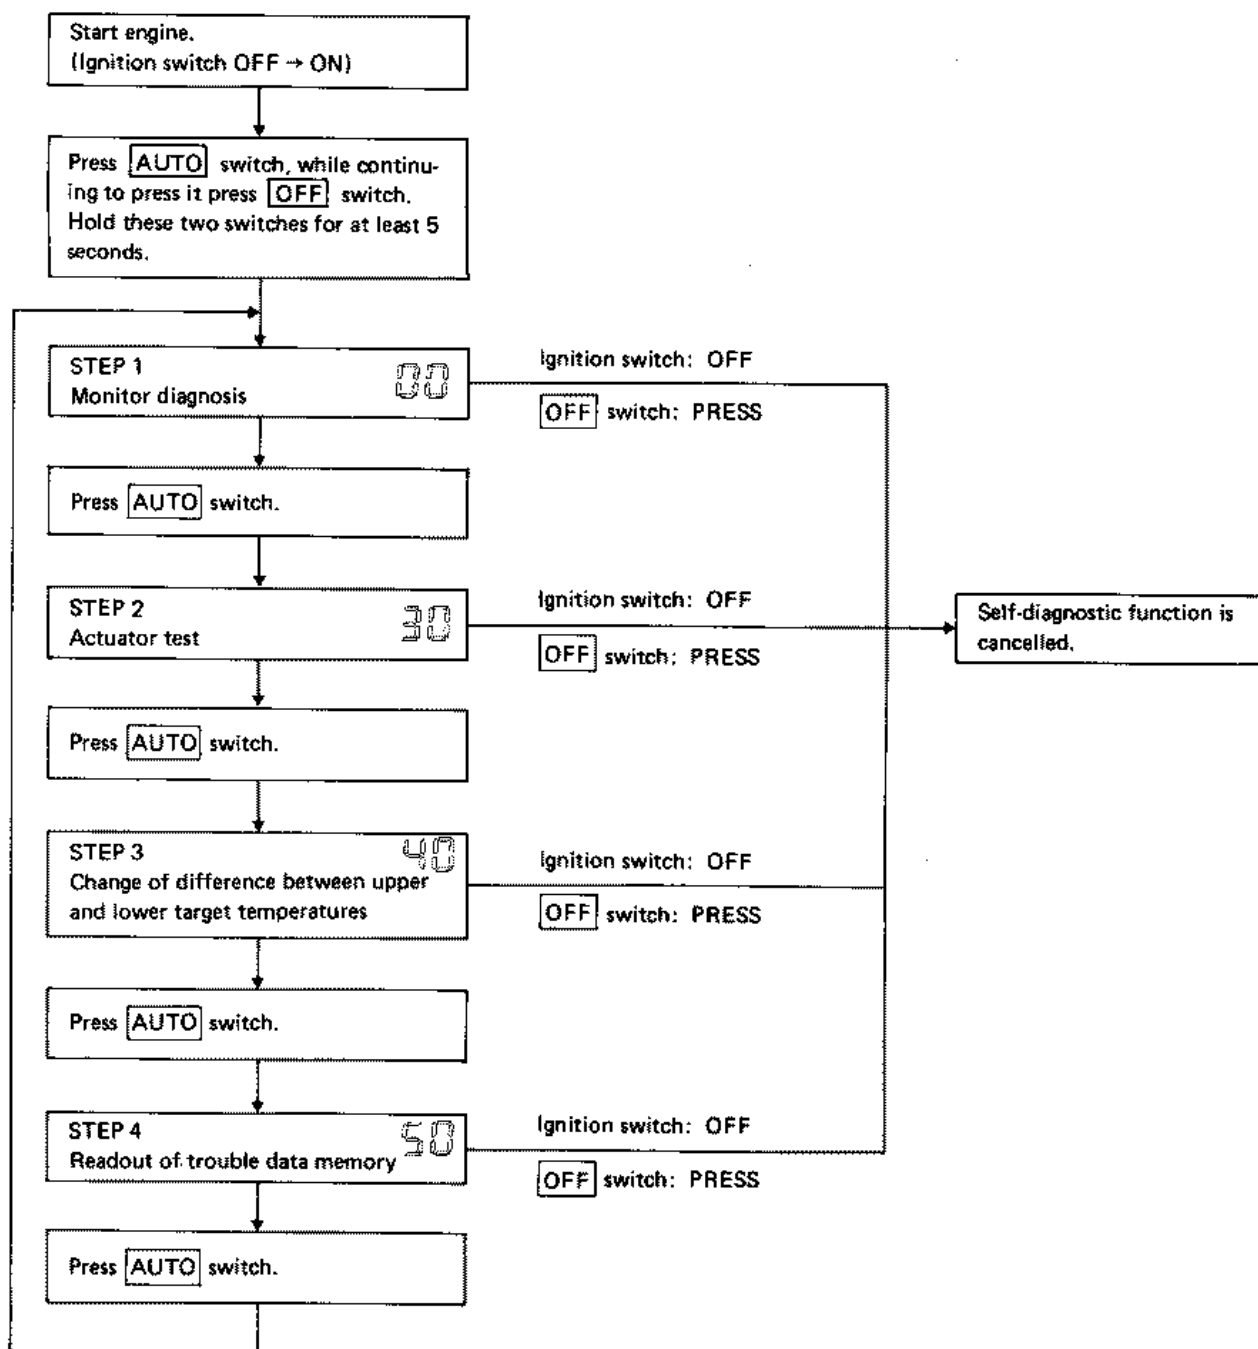 Start engine.
(Ignition switch OFF → ON)
Press AUTO switch, while continu-
ing to press it press OFF switch.
Hold these two switches for at least 5
seconds.
STEP 1
00
Monitor diagnosis
Ignition switch: OFF
OFF switch: PRESS
Press AUTO switch.
STEP 2
30
Actuator test
Ignition switch: OFF
OFF switch: PRESS
Self-diagnostic function is
cancelled.
Press AUTO switch.
STEP 3
40
Change of difference between upper
and lower target temperatures
Ignition switch: OFF
OFF switch: PRESS
Press AUTO switch.
STEP 4
50
Readout of trouble data memory
Ignition switch: OFF
OFF switch: PRESS
Press AUTO switch.